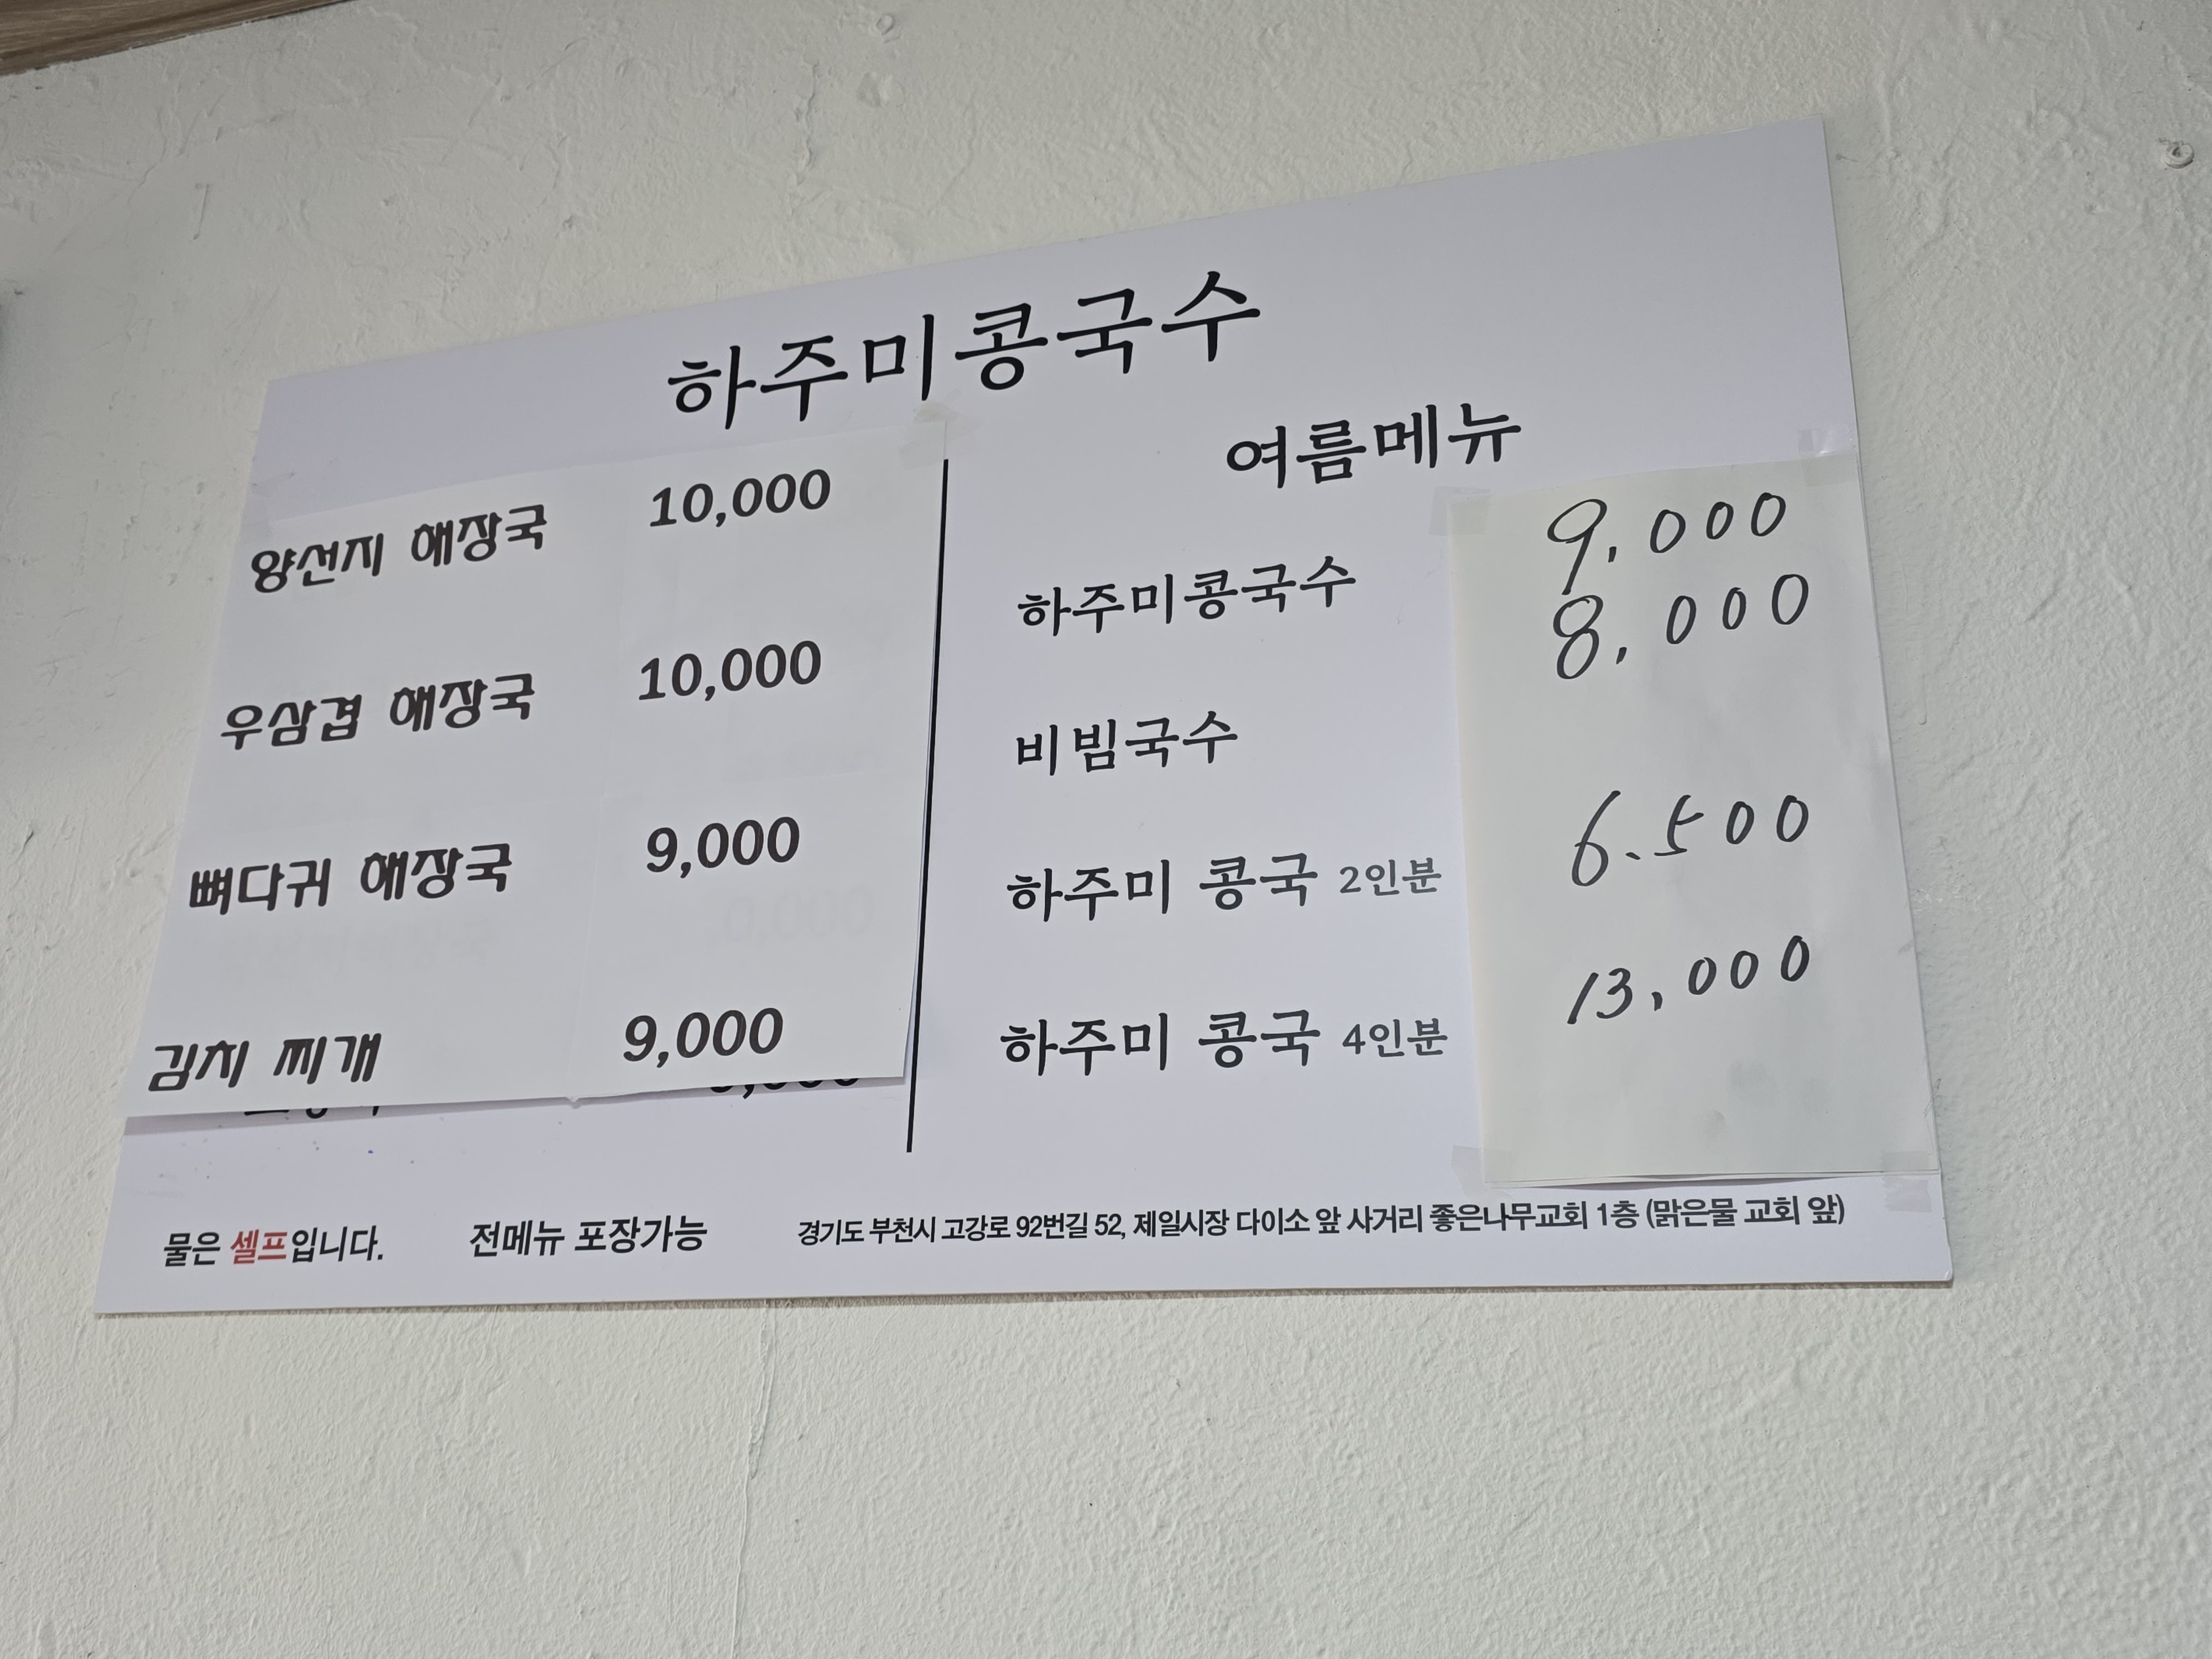 하주미콩국수
양선지 해장국 10,000
우삼겹 해장국 10,000
뼈다귀 해장국 9,000
김치 찌개 9,000
여름메뉴
하주미콩국수 9,000
비빔국수 8,000
하주미 콩국 2인분 6.500
하주미 콩국 4인분 13,000
물은 셀프입니다. 전메뉴 포장가능 경기도 부천시 고강로 92번길 52, 제일시장 다이소 앞 사거리 좋은나무교회 1층 (맑은물 교회 앞)